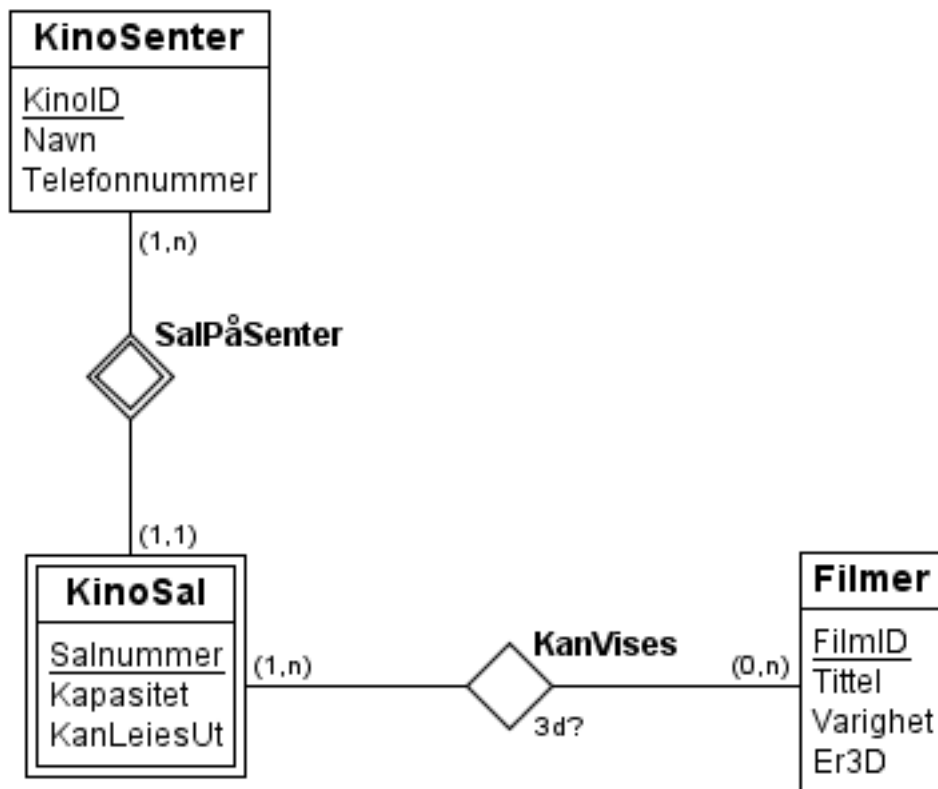 KinoSenter
KinoID
Navn
Telefonnummer
(1,n)
SalPåSenter
(1,1)
KinoSal
Salnummer
Kapasitet
KanLeiesUt
(1,n)
KanVises
3d?
(0,n)
Filmer
FilmID
Tittel
Varighet
Er3D